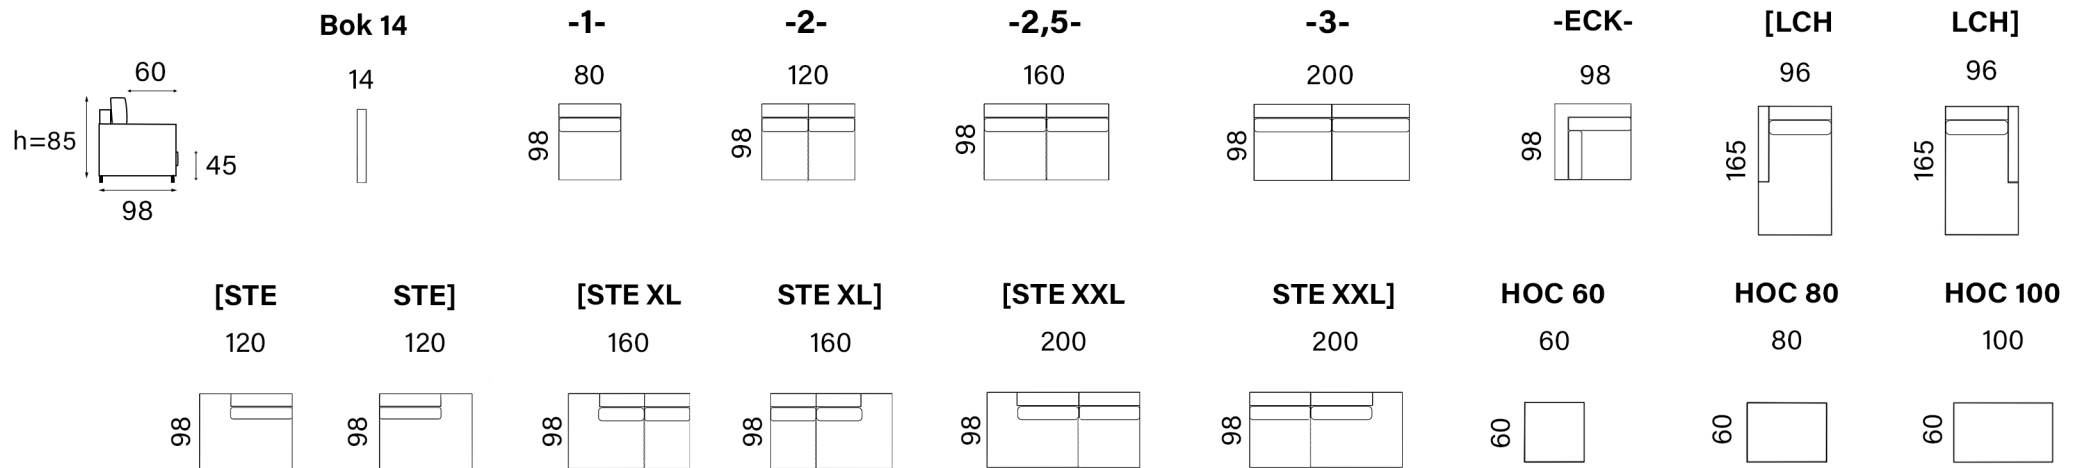 Bok 14 -1- -2- -2,5- -3- -ECK- [LCH LCH]
60 14 80 120 160 200 98 96 96
h=85 45 98 98 98 98 98 165 165
98
[STE STE] [STE XL STE XL] [STE XXL STE XXL] HOC 60 HOC 80 HOC 100
120 120 160 160 200 200 60 80 100
98 98 98 98 98 98 60 60 60